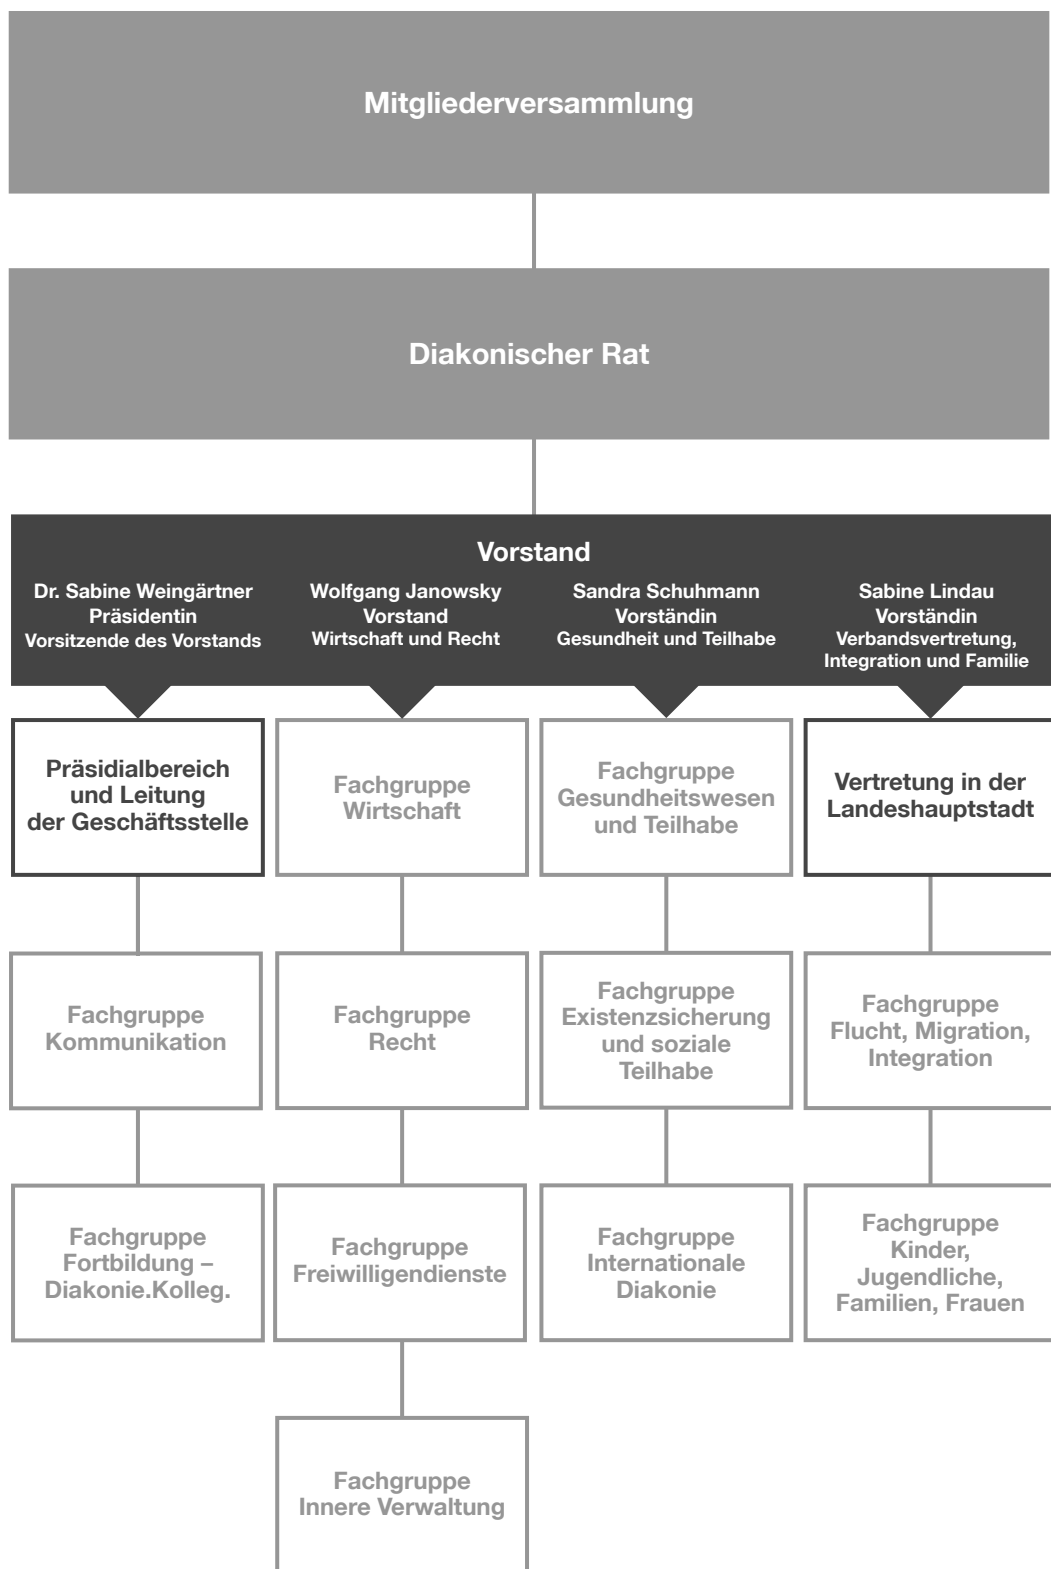 Mitgliederversammlung
Diakonischer Rat
Vorstand
Dr. Sabine Weingärtner
Präsidentin
Vorsitzende des Vorstands
Wolfgang Janowsky
Vorstand
Wirtschaft und Recht
Sandra Schuhmann
Vorständin
Gesundheit und Teilhabe
Sabine Lindau
Vorständin
Verbandsvertretung,
Integration und Familie
Präsidialbereich
und Leitung
der Geschäftsstelle
Fachgruppe
Wirtschaft
Fachgruppe
Gesundheitswesen
und Teilhabe
Vertretung in der
Landeshauptstadt
Fachgruppe
Kommunikation
Fachgruppe
Recht
Fachgruppe
Existenzsicherung
und soziale
Teilhabe
Fachgruppe
Flucht, Migration,
Integration
Fachgruppe
Fortbildung –
Diakonie.Kolleg.
Fachgruppe
Freiwilligendienste
Fachgruppe
Internationale
Diakonie
Fachgruppe
Kinder,
Jugendliche,
Familien, Frauen
Fachgruppe
Innere Verwaltung